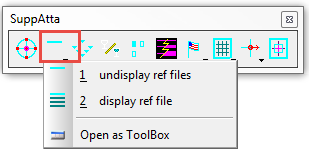 SuppAtta
1 undisplay ref files
2 display ref file
Open as ToolBox